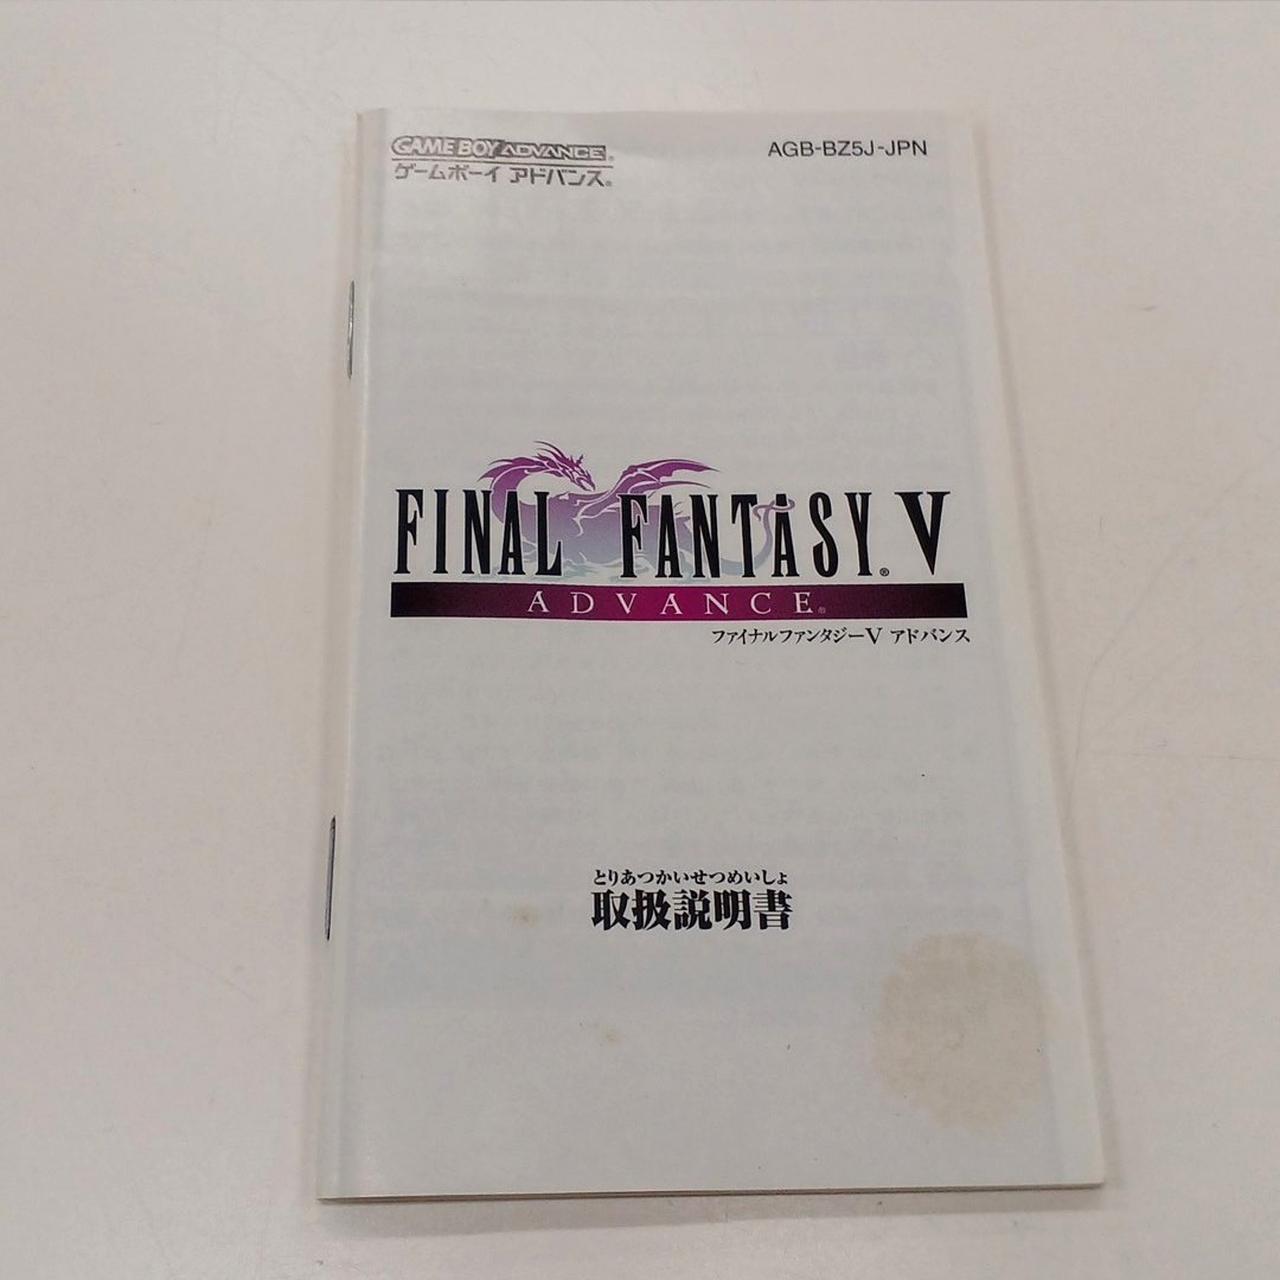 GAME BOY ADVANCE®
AGB-BZ5J-JPN
ゲームボーイ アドバンス®
FINAL FANTASY® V
ADVANCE®
ファイナルファンタジーV アドバンス
とりあつかいせつめいしょ
取扱説明書